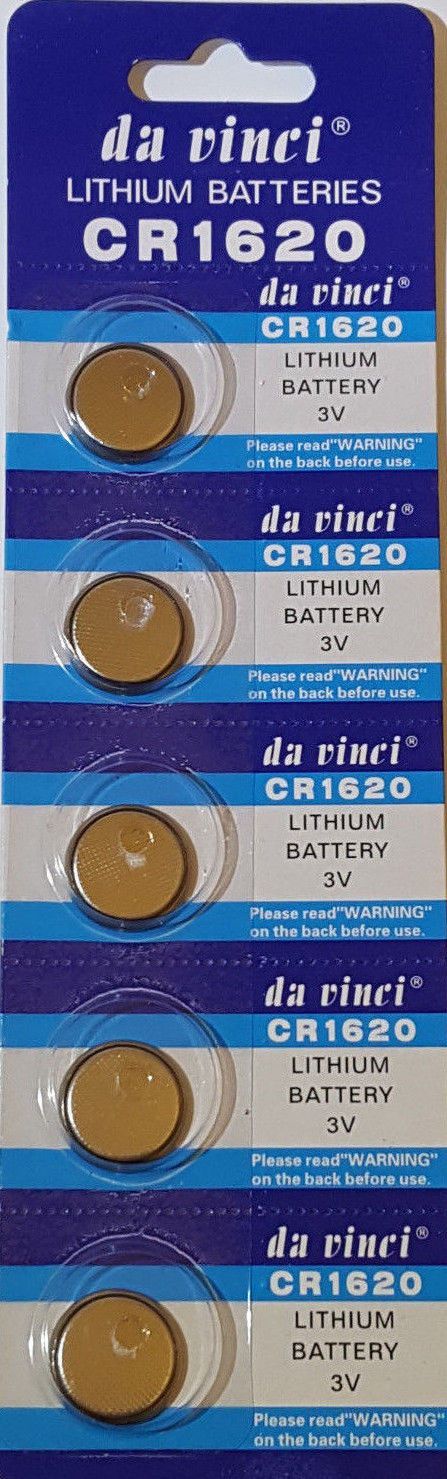 da vinci®
LITHIUM BATTERIES
CR1620
da vinci®
CR1620
LITHIUM
BATTERY
3V
Please read"WARNING"
on the back before use.
da vinci®
CR1620
LITHIUM
BATTERY
3V
Please read"WARNING"
on the back before use.
da vinci®
CR1620
LITHIUM
BATTERY
3V
Please read"WARNING"
on the back before use.
da vinci®
CR1620
LITHIUM
BATTERY
3V
Please read"WARNING"
on the back before use.
da vinci®
CR1620
LITHIUM
BATTERY
3V
Please read"WARNING"
on the back before use.